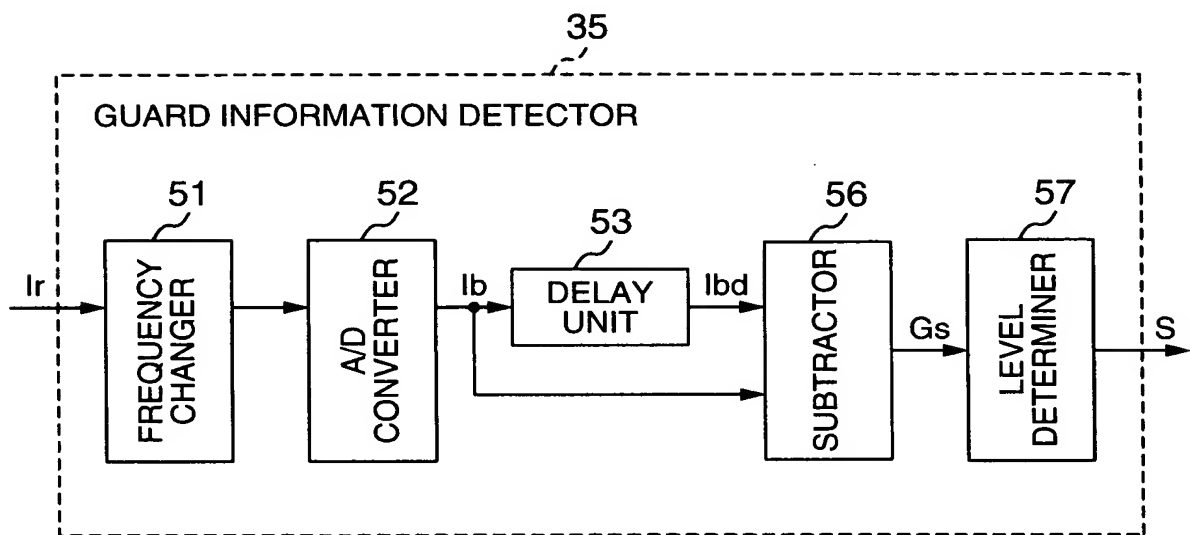 35
GUARD INFORMATION DETECTOR
51
52
53
56
57
Ir
FREQUENCY
CHANGER
A/D
CONVERTER
Ib
DELAY
UNIT
Ibd
SUBTRACTOR
Gs
LEVEL
DETERMINER
S